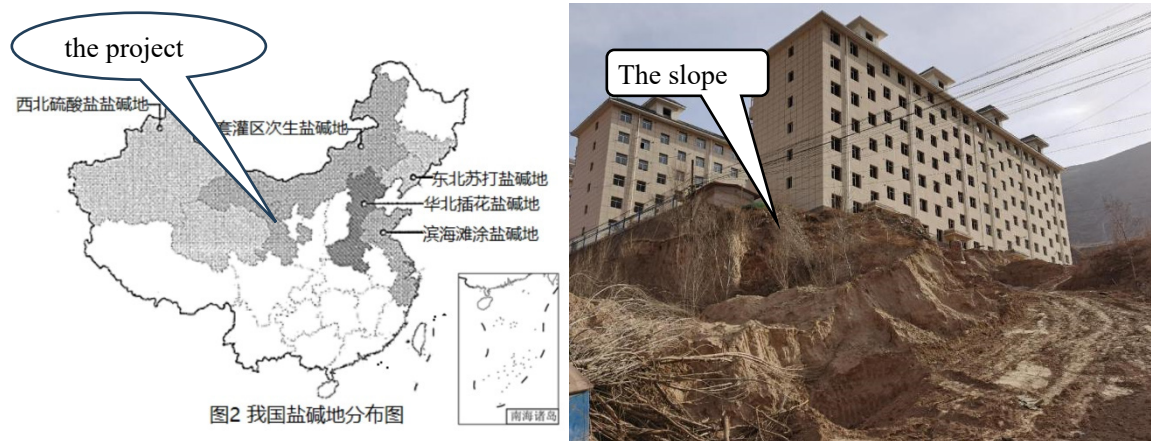 the project
西北硫酸盐盐碱地
套灌区次生盐碱地
东北苏打盐碱地
华北插花盐碱地
滨海滩涂盐碱地
南海诸岛
图2 我国盐碱地分布图
The slope